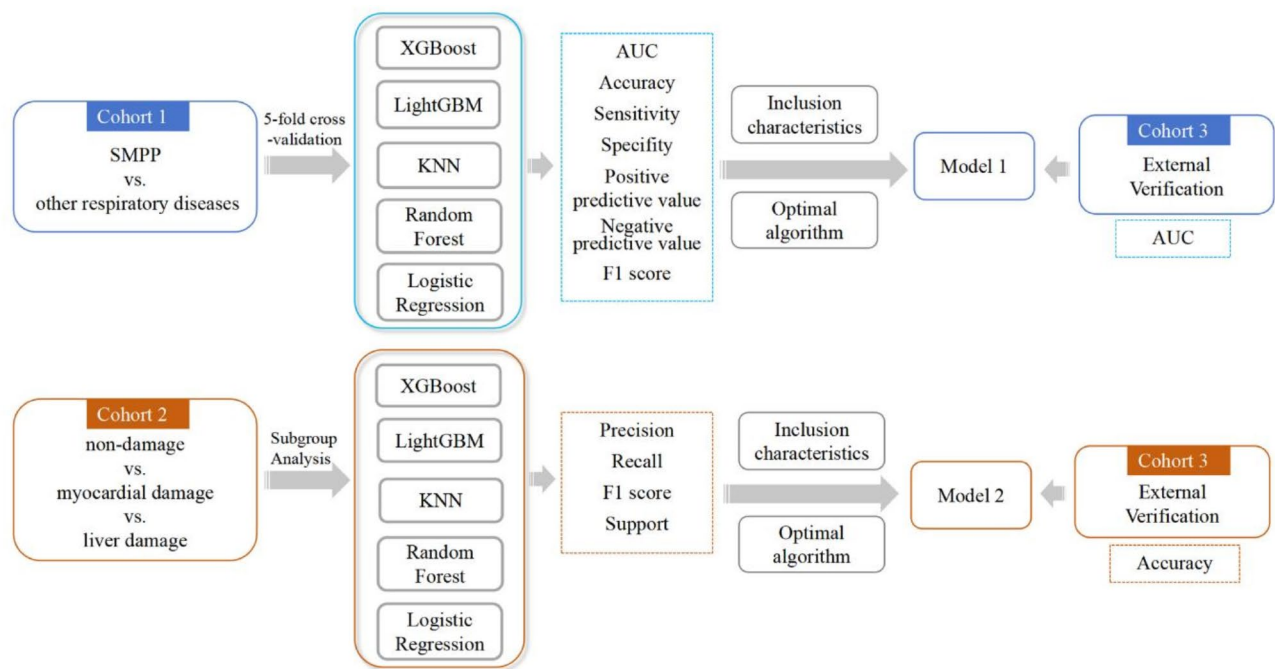 Cohort 1
SMPP
vs.
other respiratory diseases
5-fold cross
-validation
XGBoost
LightGBM
KNN
Random
Forest
Logistic
Regression
AUC
Accuracy
Sensitivity
Specifity
Positive
predictive value
Negative
predictive value
F1 score
Inclusion
characteristics
Optimal
algorithm
Model 1
Cohort 3
External
Verification
AUC
Cohort 2
non-damage
vs.
myocardial damage
vs.
liver damage
Subgroup
Analysis
XGBoost
LightGBM
KNN
Random
Forest
Logistic
Regression
Precision
Recall
F1 score
Support
Inclusion
characteristics
Optimal
algorithm
Model 2
Cohort 3
External
Verification
Accuracy